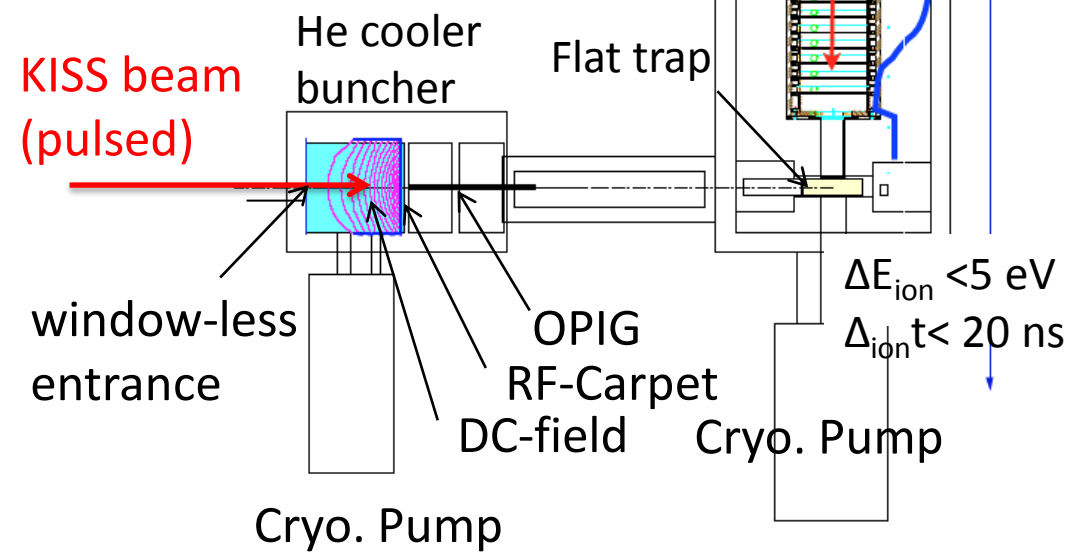 He cooler
buncher
KISS beam
(pulsed)
Flat trap
window-less
entrance
OPIG
RF-Carpet
DC-field
ΔEion <5 eV
Δiont< 20 ns
Cryo. Pump
Cryo. Pump